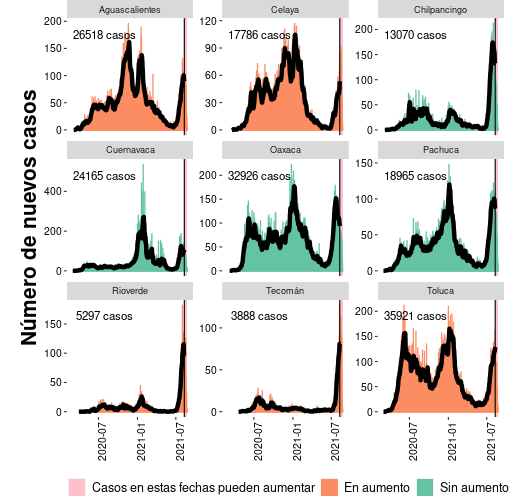 Aguascalientes
Celaya
Chilpancingo
200
150
100
50
0
26518 casos
120
90
60
30
0
17786 casos
200
150
100
50
0
13070 casos
Cuernavaca
Oaxaca
Pachuca
400
200
0
24165 casos
200
150
100
50
0
32926 casos
150
100
50
0
18965 casos
Rioverde
Tecomán
Toluca
150
100
50
0
5297 casos
100
50
0
3888 casos
200
150
100
50
0
35921 casos
2020-07
2021-01
2021-07
2020-07
2021-01
2021-07
2020-07
2021-01
2021-07
Número de nuevos casos
Casos en estas fechas pueden aumentar
En aumento
Sin aumento